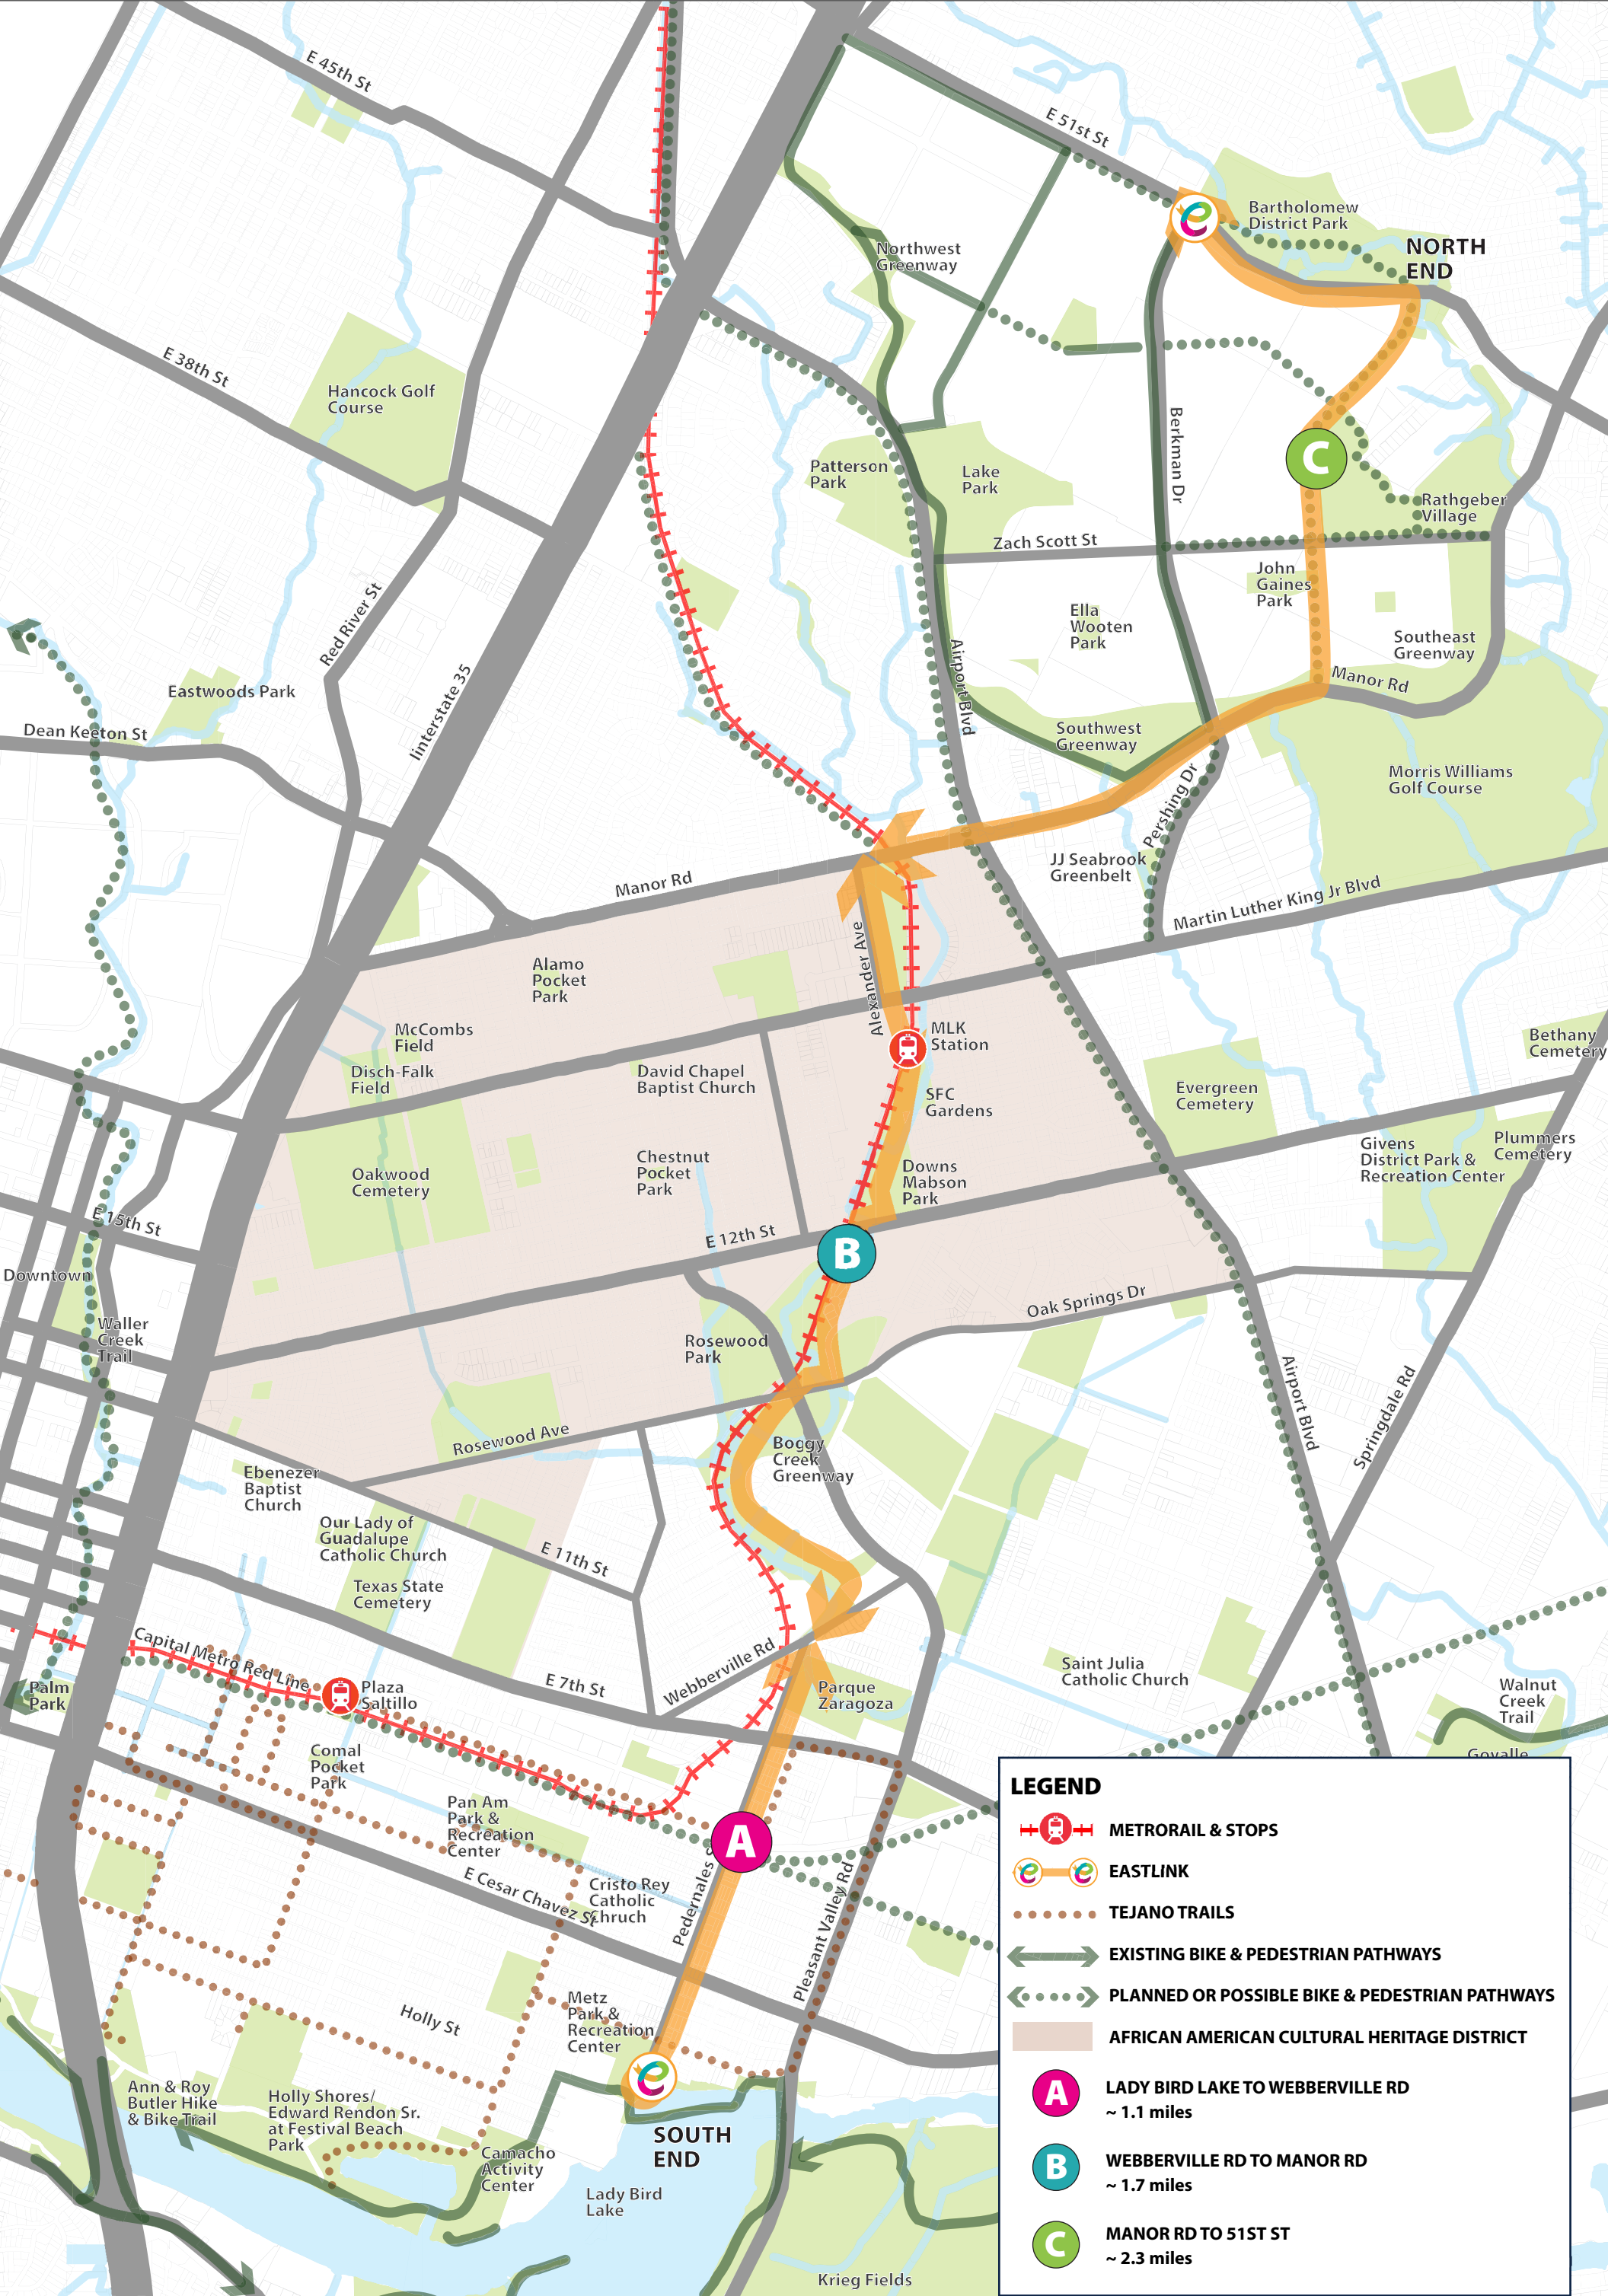 E 45th St
E 51st St
Bartholomew
District Park
NORTH
END
Northwest
Greenway
E 38th St
Hancock Golf
Course
Berkman Dr
Patterson
Park
Lake
Park
C
Rathgeber
Village
Zach Scott St
John
Gaines
Park
Red River St
Ella
Wooten
Park
Southeast
Greenway
Airport Blvd
Iinterstate 35
Manor Rd
Eastwoods Park
Dean Keeton St
Southwest
Greenway
Morris Williams
Golf Course
Pershing Dr
JJ Seabrook
Greenbelt
Manor Rd
Martin Luther King Jr Blvd
Alexander Ave
Alamo
Pocket
Park
McCombs
Field
MLK
Station
Bethany
Cemetery
Disch-Falk
Field
David Chapel
Baptist Church
SFC
Gardens
Evergreen
Cemetery
Givens
District Park &
Recreation Center
Plummers
Cemetery
Chestnut
Pocket
Park
Downs
Mabson
Park
Oakwood
Cemetery
E 15th St
E 12th St
B
Downtown
Oak Springs Dr
Waller
Creek
Trail
Rosewood
Park
Airport Blvd
Springdale Rd
Rosewood Ave
Boggy
Creek
Greenway
Ebenezer
Baptist
Church
Our Lady of
Guadalupe
Catholic Church
E 11th St
Texas State
Cemetery
Capital Metro Red Line
Webberville Rd
Saint Julia
Catholic Church
Palm
Park
Plaza
Saltillo
E 7th St
Parque
Zaragoza
Walnut
Creek
Trail
Govalle
Comal
Pocket
Park
Pan Am
Park &
Recreation
Center
A
E Cesar Chavez St
Cristo Rey
Catholic
Chruch
Pedernales S
Pleasant Valley Rd
Holly St
Metz
Park &
Recreation
Center
Ann & Roy
Butler Hike
& Bike Trail
Holly Shores/
Edward Rendon Sr.
at Festival Beach
Park
SOUTH
END
Camacho
Activity
Center
Lady Bird
Lake
Krieg Fields
LEGEND
METRORAIL & STOPS
EASTLINK
TEJANO TRAILS
EXISTING BIKE & PEDESTRIAN PATHWAYS
PLANNED OR POSSIBLE BIKE & PEDESTRIAN PATHWAYS
AFRICAN AMERICAN CULTURAL HERITAGE DISTRICT
A
LADY BIRD LAKE TO WEBBERVILLE RD
~ 1.1 miles
B
WEBBERVILLE RD TO MANOR RD
~ 1.7 miles
C
MANOR RD TO 51ST ST
~ 2.3 miles